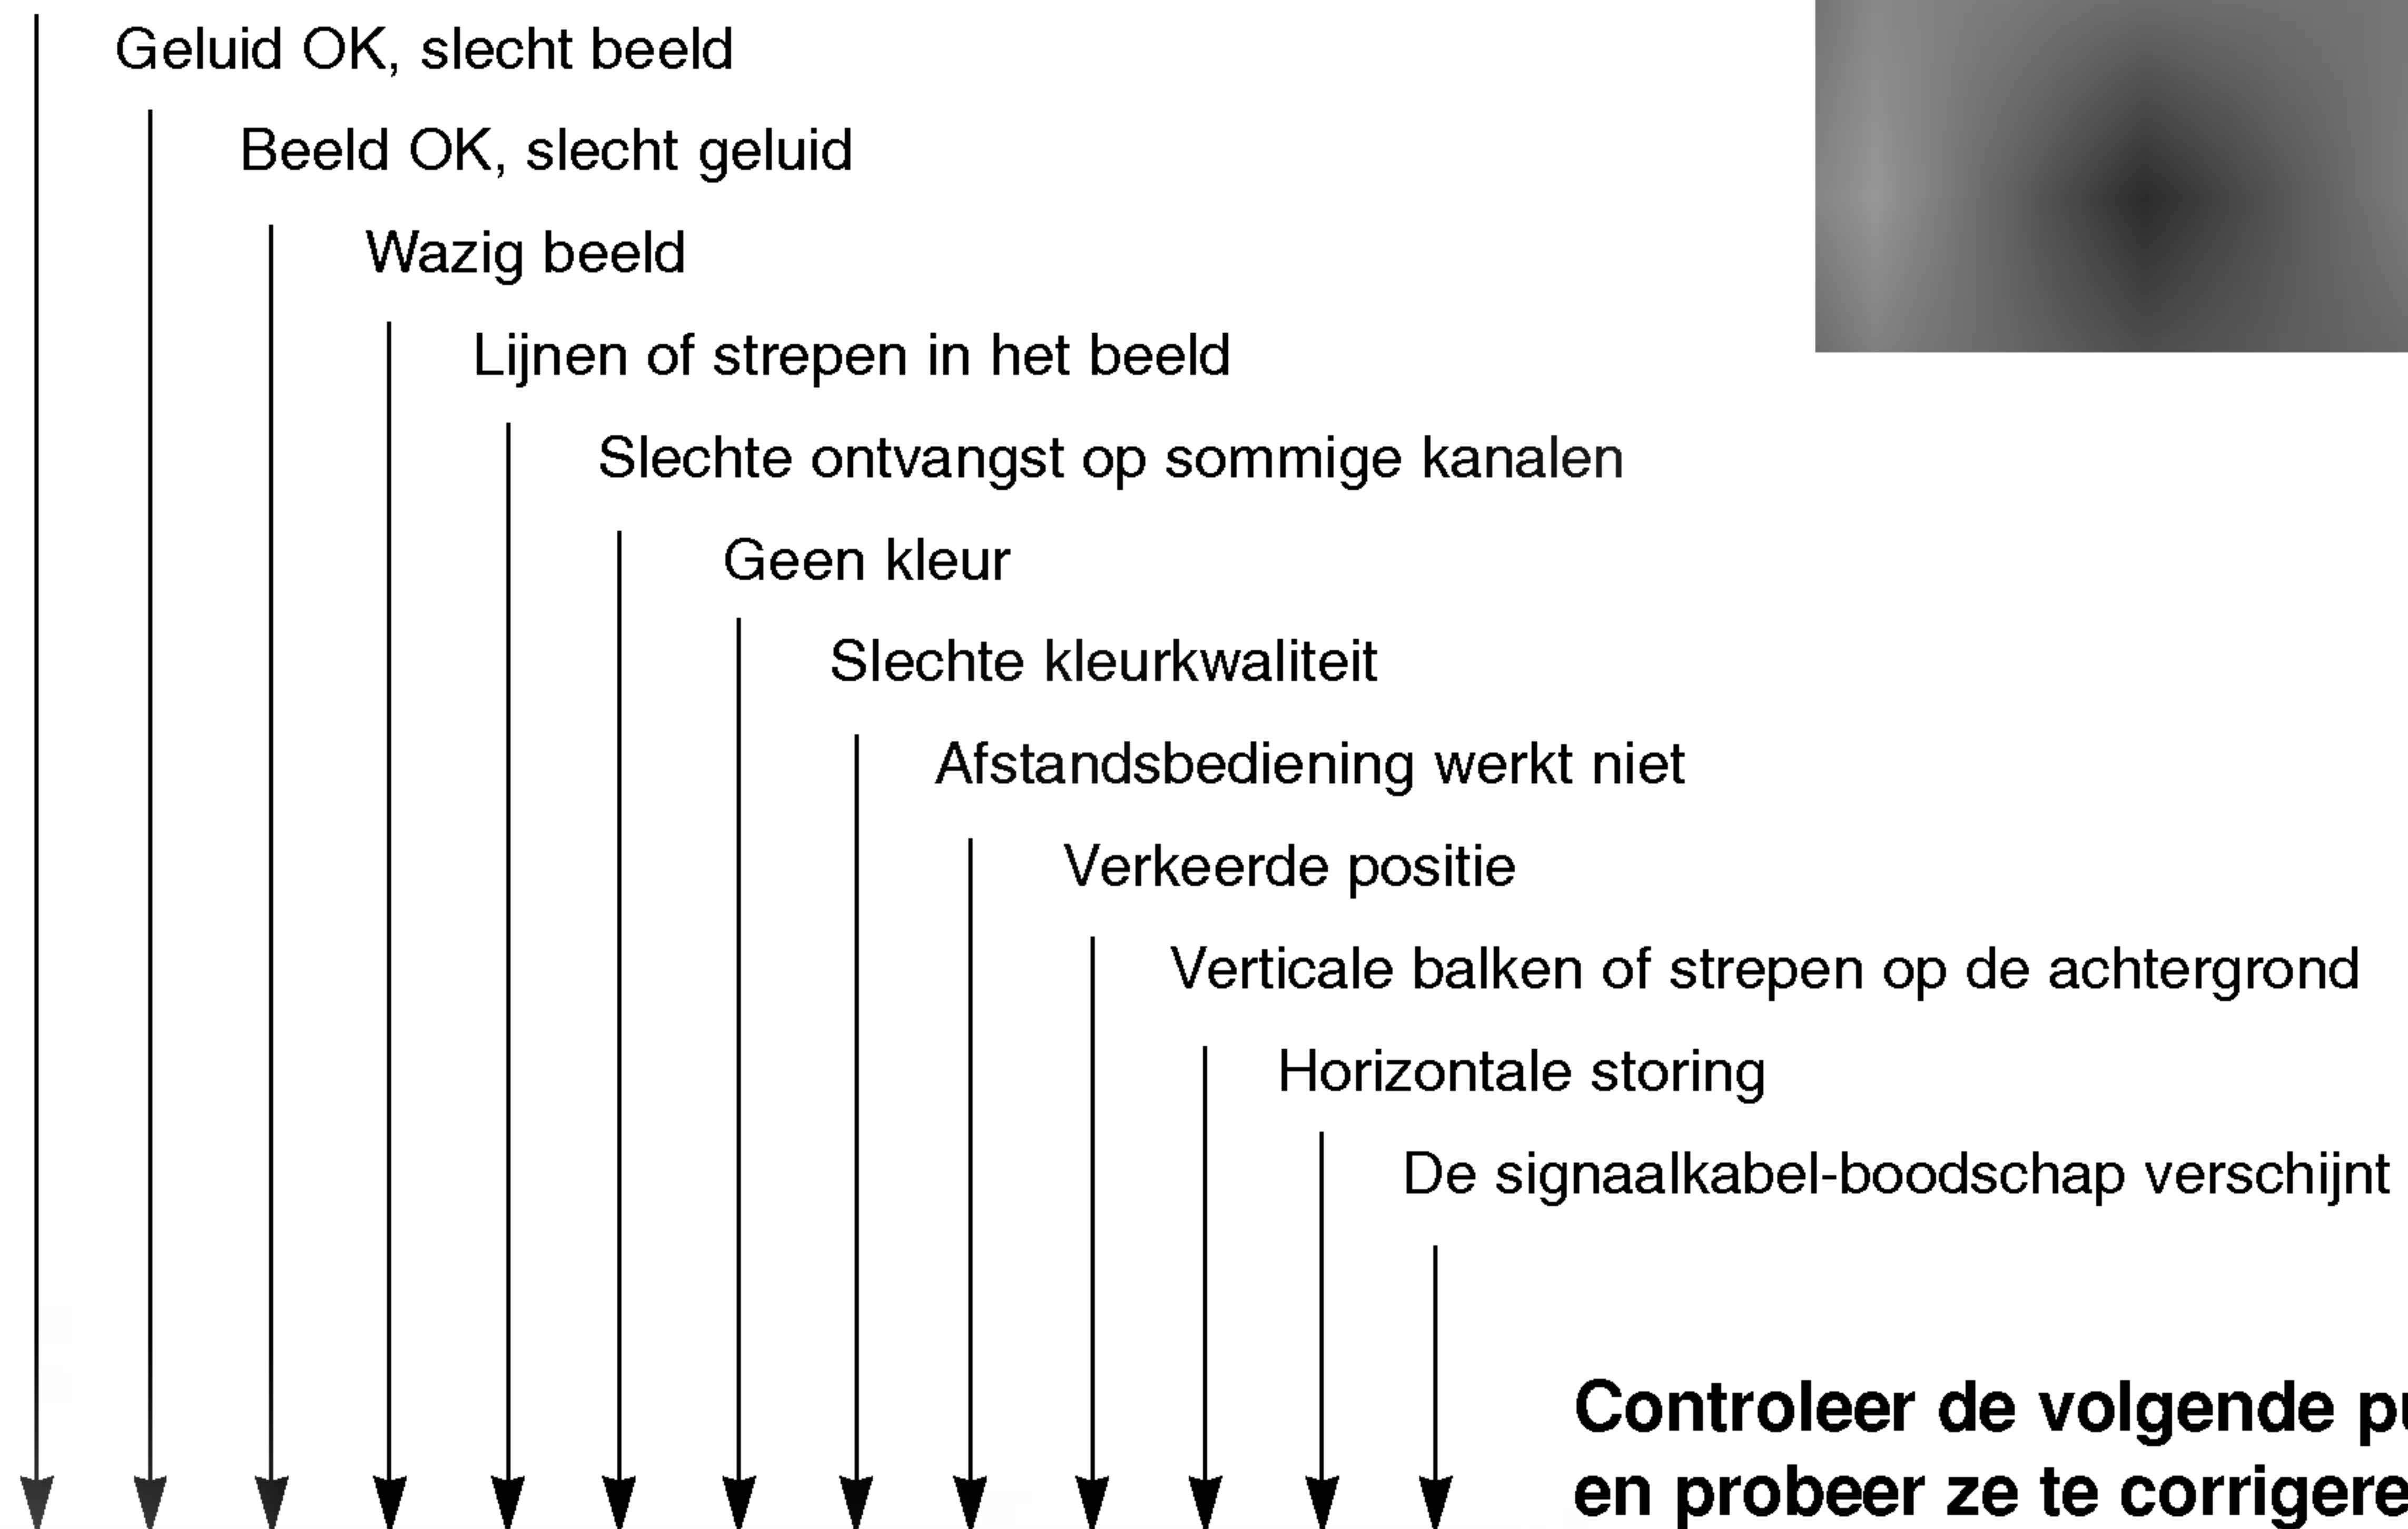 Geluid OK, slecht beeld
Beeld OK, slecht geluid
Wazig beeld
Lijnen of strepen in het beeld
Slechte ontvangst op sommige kanalen
Geen kleur
Slechte kleurkwaliteit
Afstandsbediening werkt niet
Verkeerde positie
Verticale balken of strepen op de achtergrond
Horizontale storing
De signaalkabel-boodschap verschijnt
Controleer de volgende
en probeer ze te